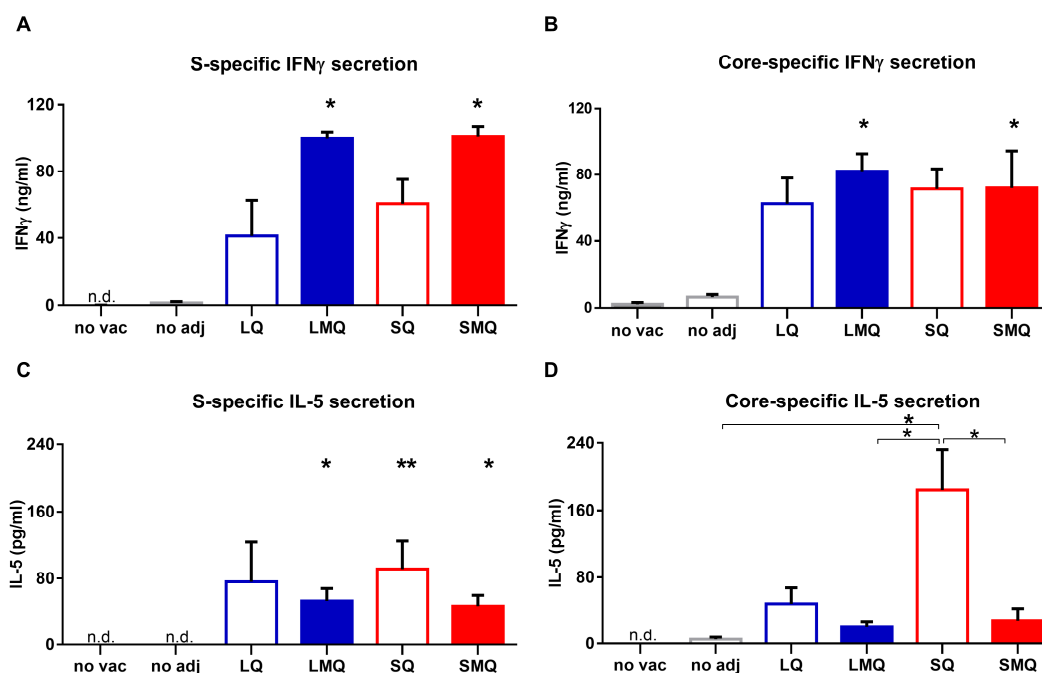 A
S-specific IFNγ secretion
IFNγ (ng/ml)
120
80
40
0
n.d.
* *
no vac no adj LQ LMQ SQ SMQ
B
Core-specific IFNγ secretion
IFNγ (ng/ml)
120
80
40
0
* *
no vac no adj LQ LMQ SQ SMQ
C
S-specific IL-5 secretion
IL-5 (pg/ml)
240
160
80
0
n.d. n.d.
* ** *
no vac no adj LQ LMQ SQ SMQ
D
Core-specific IL-5 secretion
IL-5 (pg/ml)
240
160
80
0
n.d.
*
* *
no vac no adj LQ LMQ SQ SMQ